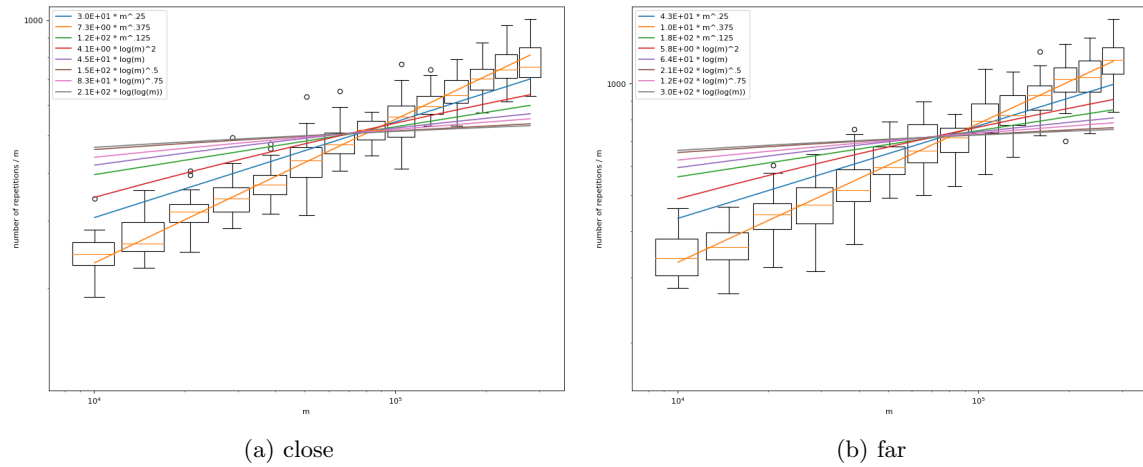 3.0E+01 * m^.25
7.3E+00 * m^.375
1.2E+02 * m^.125
4.1E+00 * log(m)^2
4.5E+01 * log(m)
1.5E+02 * log(m)^.5
8.3E+01 * log(m)^.75
2.1E+02 * log(log(m))
1000
number of repetitions / m
10⁴
10⁵
m
(a) close
4.3E+01 * m^.25
1.0E+01 * m^.375
1.8E+02 * m^.125
5.8E+00 * log(m)^2
6.4E+01 * log(m)
2.1E+02 * log(m)^.5
1.2E+02 * log(m)^.75
3.0E+02 * log(log(m))
1000
number of repetitions / m
10⁴
10⁵
m
(b) far